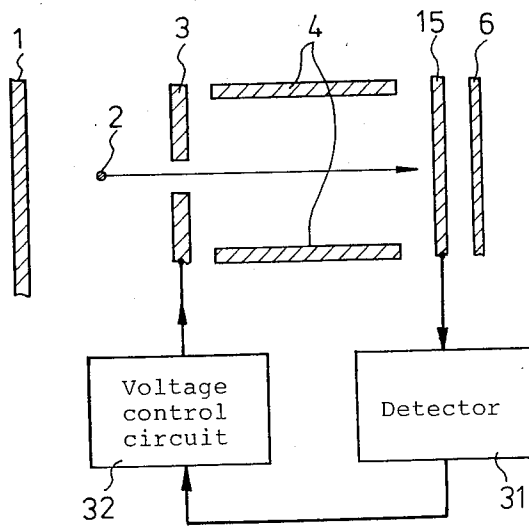 1
3
4
15
6
2
Voltage
control
circuit
32
Detector
31